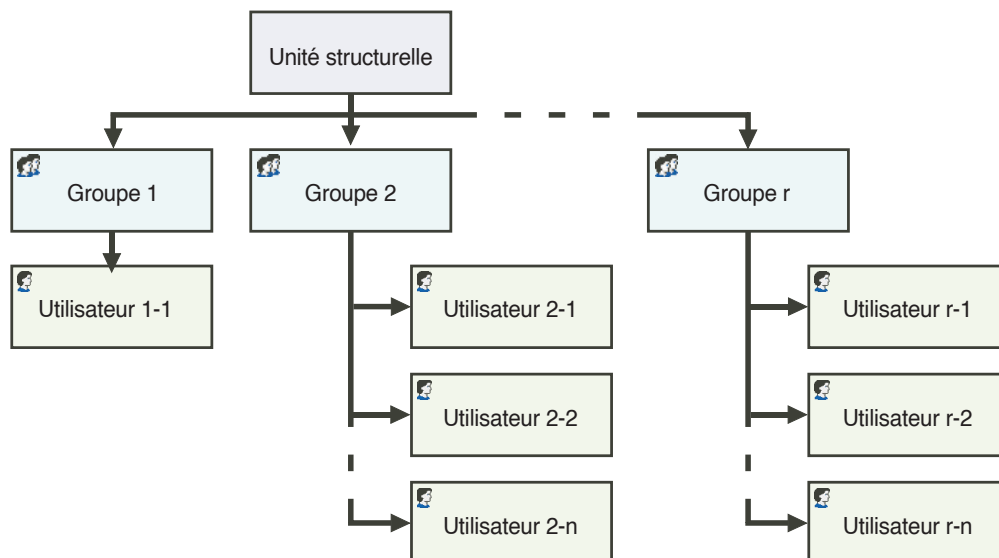 Unité structurelle
Groupe 1
Groupe 2
Groupe r
Utilisateur 1-1
Utilisateur 2-1
Utilisateur r-1
Utilisateur 2-2
Utilisateur r-2
Utilisateur 2-n
Utilisateur r-n